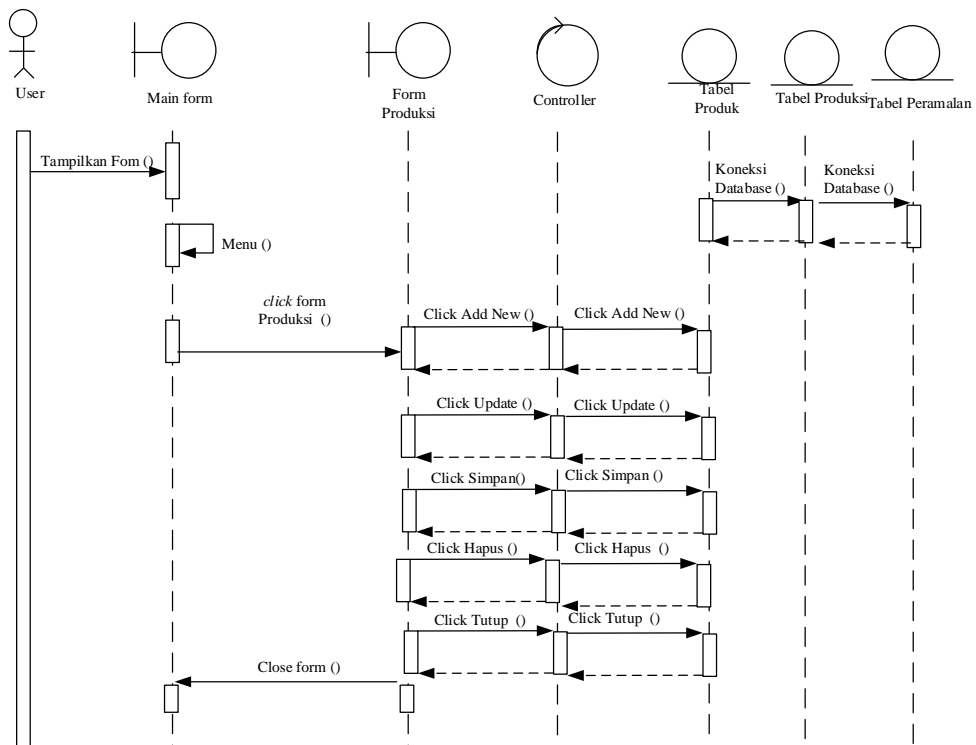 User
Main form
Form
Produksi
Controller
Tabel
Produk
Tabel Produksi
Tabel Peramalan
Tampilkan Fom ()
Koneksi
Database ()
Koneksi
Database ()
Menu ()
click form
Produksi ()
Click Add New ()
Click Add New ()
Click Update ()
Click Update ()
Click Simpan()
Click Simpan ()
Click Hapus ()
Click Hapus ()
Click Tutup ()
Click Tutup ()
Close form ()